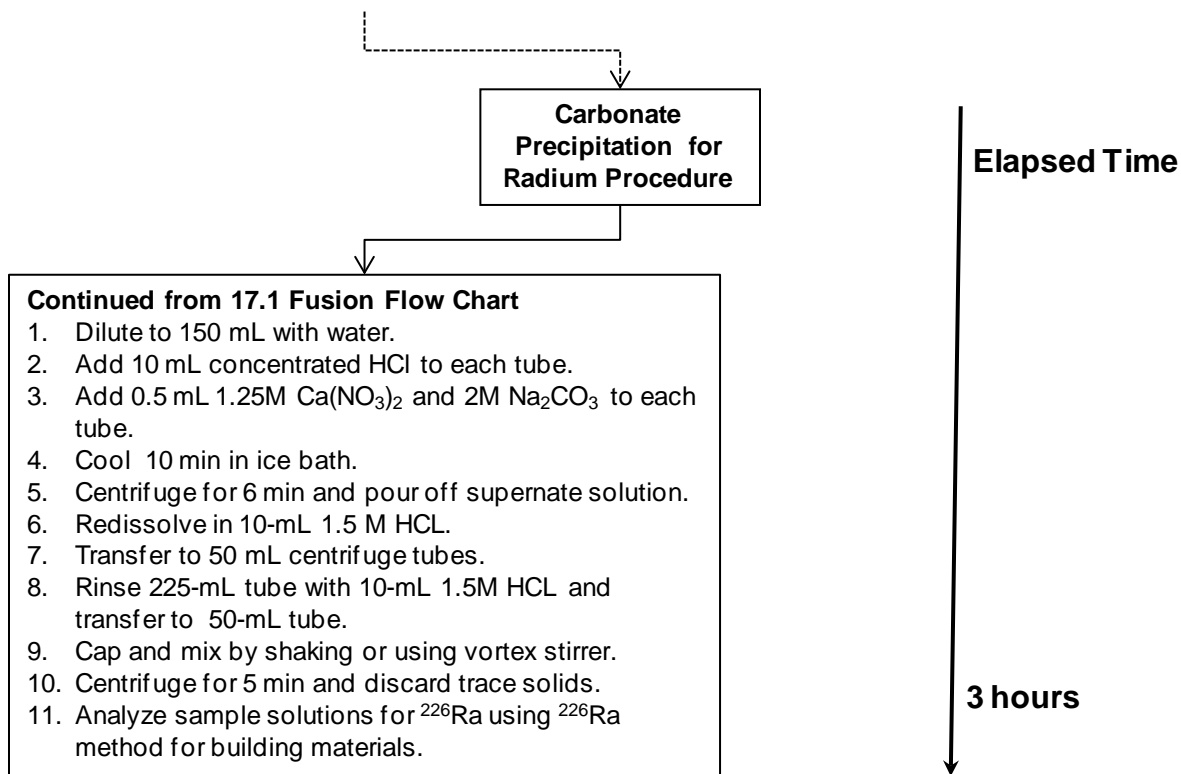 Carbonate
Precipitation for
Radium Procedure
Elapsed Time
Continued from 17.1 Fusion Flow Chart
1. Dilute to 150 mL with water.
2. Add 10 mL concentrated HCl to each tube.
3. Add 0.5 mL 1.25M Ca(NO₃)₂ and 2M Na₂CO₃ to each
tube.
4. Cool 10 min in ice bath.
5. Centrifuge for 6 min and pour off supernate solution.
6. Redissolve in 10-mL 1.5 M HCL.
7. Transfer to 50 mL centrifuge tubes.
8. Rinse 225-mL tube with 10-mL 1.5M HCL and
transfer to 50-mL tube.
9. Cap and mix by shaking or using vortex stirrer.
10. Centrifuge for 5 min and discard trace solids.
11. Analyze sample solutions for ²²⁶Ra using ²²⁶Ra
method for building materials.
3 hours